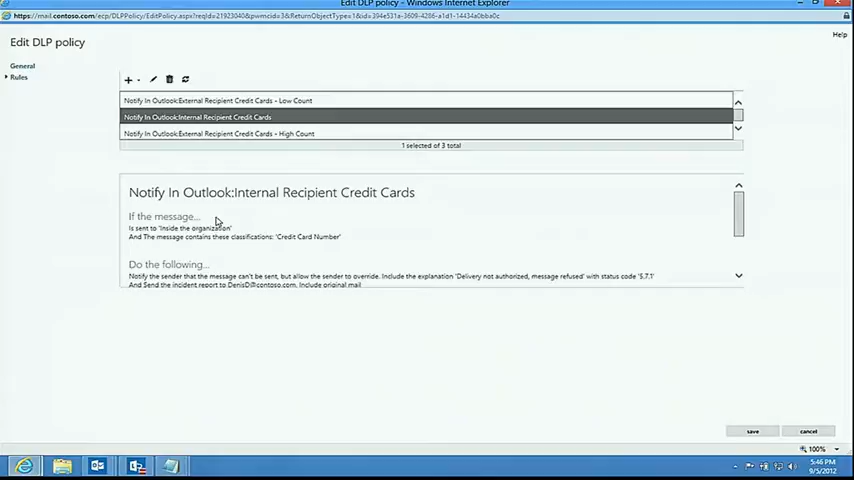 Edit DLP policy - Windows Internet Explorer
Help
Edit DLP policy
General
Rules
Notify In Outlook:External Recipient Credit Cards - Low Count
Notify In Outlook:Internal Recipient Credit Cards
Notify In Outlook:External Recipient Credit Cards - High Count
1 selected of 3 total
Notify In Outlook:Internal Recipient Credit Cards
If the message...
Is sent to 'Inside the organization'
And The message contains these classifications: 'Credit Card Number'
Do the following...
Notify the sender that the message can't be sent, but allow the sender to override. Include the explanation 'Delivery not authorized, message refused' with status code '5.7.1'
And Send the incident report to DenisD@contoso.com, Include original mail
save
cancel
100%
5:46 PM
9/5/2012